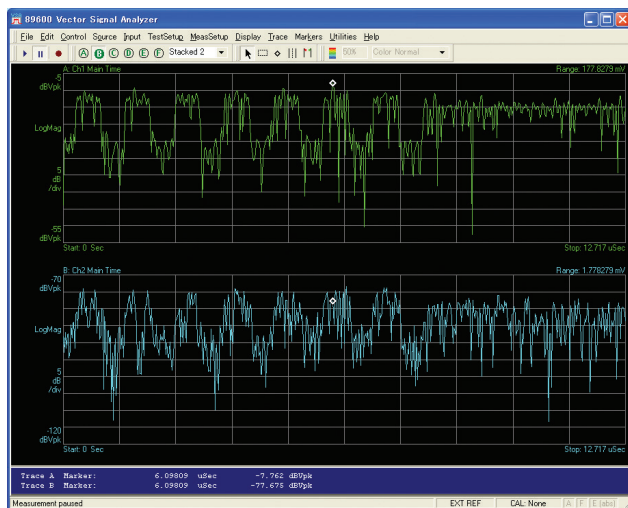 89600 Vector Signal Analyzer
File Edit Control Source Input TestSetup MeasSetup Display Trace Markers Utilities Help
A B C D E F Stacked 2 50% Color Normal
A: Ch1 Main Time Range: 177.8279 mV
-5
dBVpk
LogMag
5
dB
/div
-55
dBVpk
Start: 0 Sec Stop: 12.717 uSec
B: Ch2 Main Time Range: 1.778279 mV
-70
dBVpk
LogMag
5
dB
/div
-120
dBVpk
Start: 0 Sec Stop: 12.717 uSec
Trace A Marker: 6.09809 uSec -7.762 dBVpk
Trace B Marker: 6.09809 uSec -77.675 dBVpk
Measurement paused EXT REF CAL: None A F E (abs)